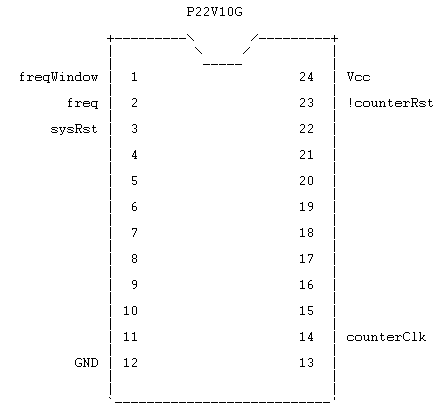 P22V10G
freqWindow 1 24 Vcc
freq 2 23 !counterRst
sysRst 3 22
4 21
5 20
6 19
7 18
8 17
9 16
10 15
11 14 counterClk
GND 12 13